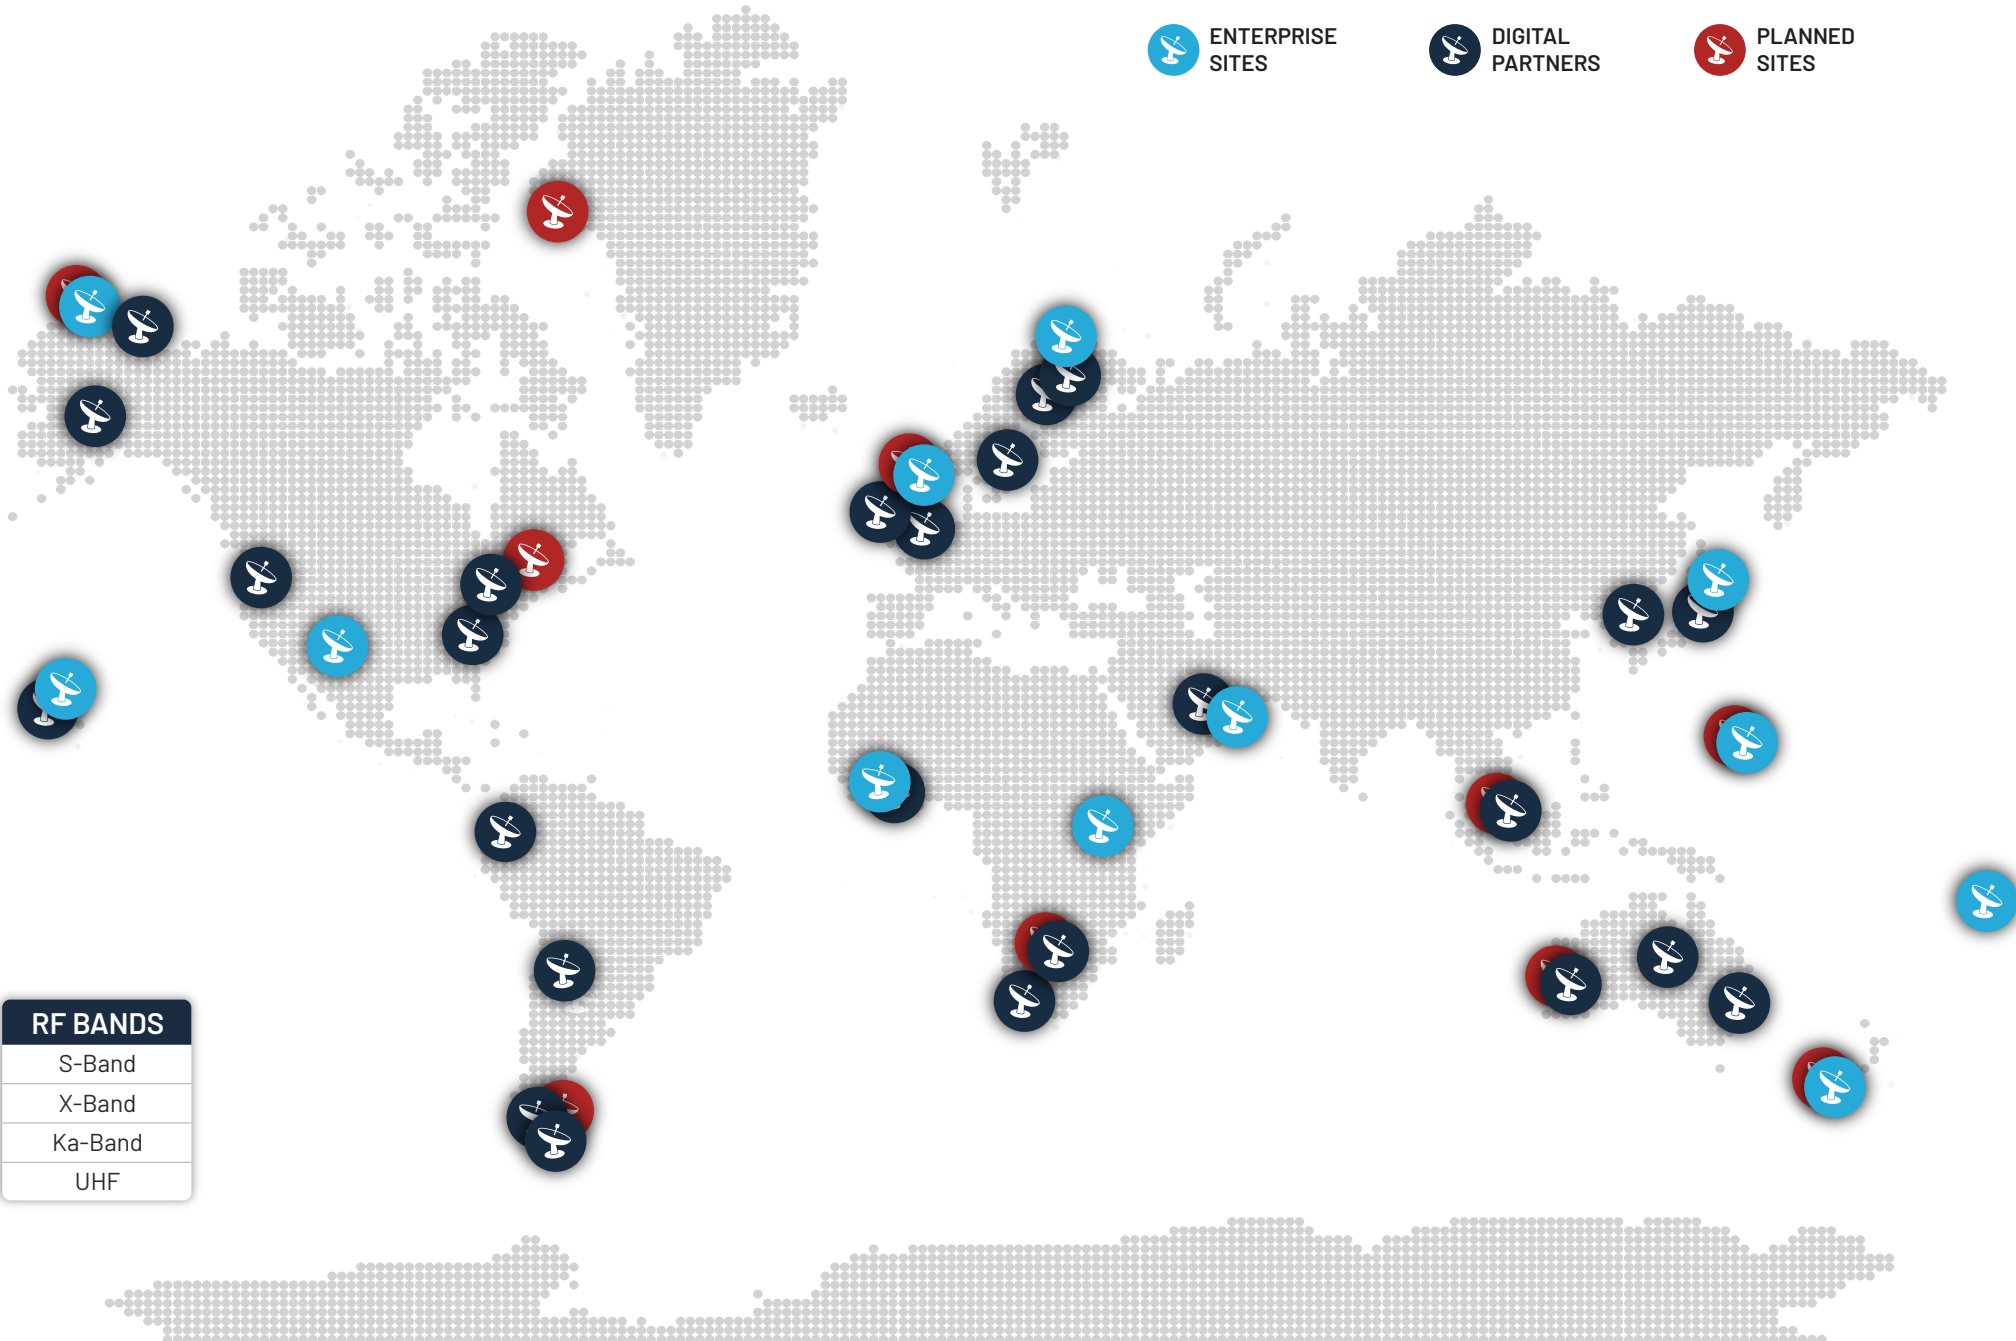 ENTERPRISE
SITES
DIGITAL
PARTNERS
PLANNED
SITES
RF BANDS
S-Band
X-Band
Ka-Band
UHF